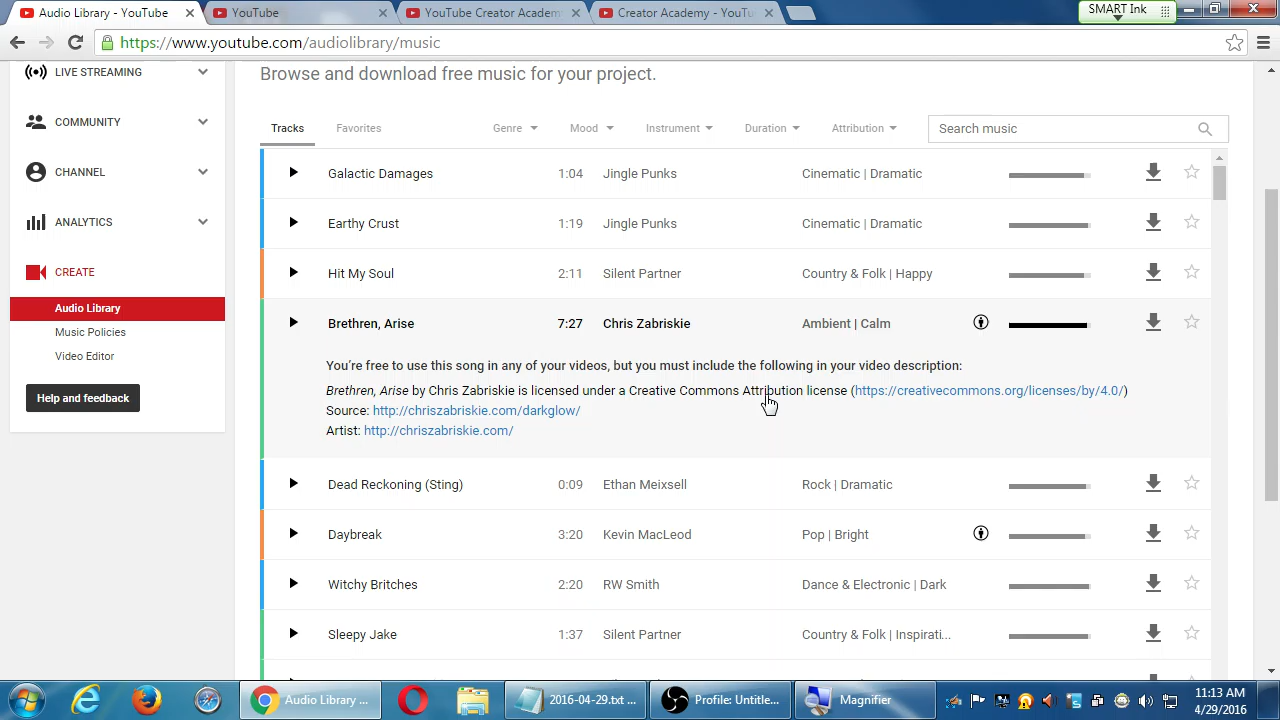 Audio Library - YouTube
YouTube
YouTube Creator Academ
Creator Academy - YouTu
SMART Ink
https://www.youtube.com/audiolibrary/music
LIVE STREAMING
COMMUNITY
CHANNEL
ANALYTICS
CREATE
Audio Library
Music Policies
Video Editor
Help and feedback
Browse and download free music for your project.
Tracks Favorites Genre Mood Instrument Duration Attribution Search music
Galactic Damages 1:04 Jingle Punks Cinematic | Dramatic
Earthy Crust 1:19 Jingle Punks Cinematic | Dramatic
Hit My Soul 2:11 Silent Partner Country & Folk | Happy
Brethren, Arise 7:27 Chris Zabriskie Ambient | Calm
You're free to use this song in any of your videos, but you must include the following in your video description:
Brethren, Arise by Chris Zabriskie is licensed under a Creative Commons Attribution license (https://creativecommons.org/licenses/by/4.0/)
Source: http://chriszabriskie.com/darkglow/
Artist: http://chriszabriskie.com/
Dead Reckoning (Sting) 0:09 Ethan Meixsell Rock | Dramatic
Daybreak 3:20 Kevin MacLeod Pop | Bright
Witchy Britches 2:20 RW Smith Dance & Electronic | Dark
Sleepy Jake 1:37 Silent Partner Country & Folk | Inspirati...
Audio Library ...
2016-04-29.txt ...
Profile: Untitle...
Magnifier
11:13 AM
4/29/2016